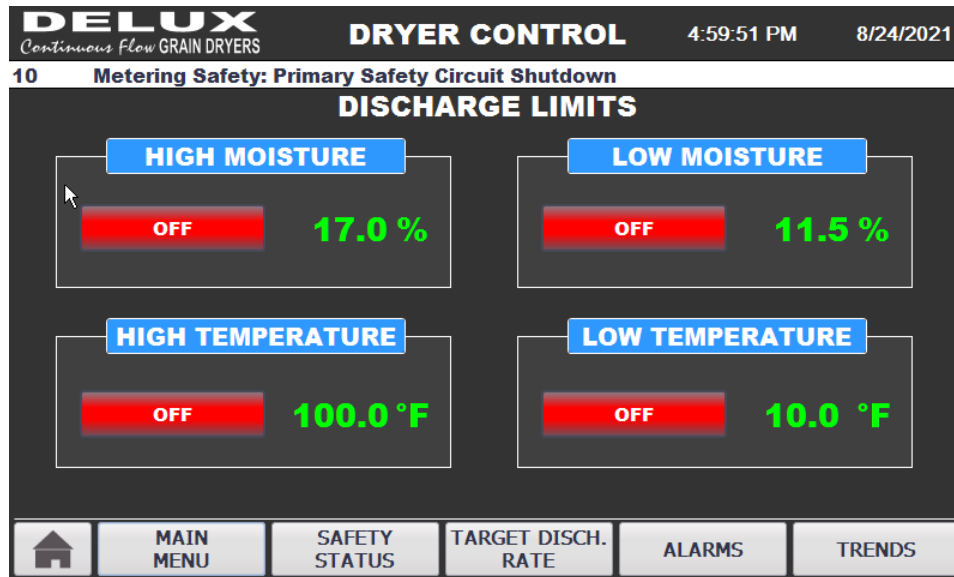 DELUX
Continuous Flow GRAIN DRYERS
DRYER CONTROL
4:59:51 PM
8/24/2021
10 Metering Safety: Primary Safety Circuit Shutdown
DISCHARGE LIMITS
HIGH MOISTURE
OFF
17.0 %
LOW MOISTURE
OFF
11.5 %
HIGH TEMPERATURE
OFF
100.0 °F
LOW TEMPERATURE
OFF
10.0 °F
MAIN
MENU
SAFETY
STATUS
TARGET DISCH.
RATE
ALARMS
TRENDS